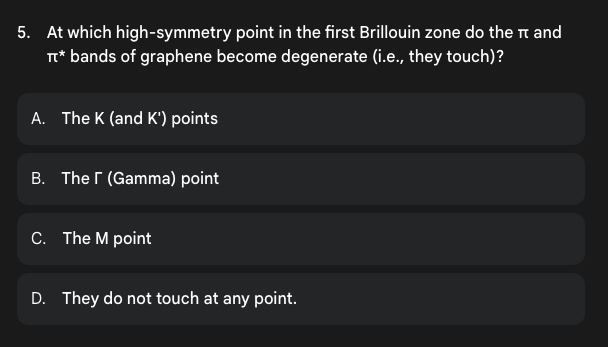 5. At which high-symmetry point in the first Brillouin zone do the π and
π* bands of graphene become degenerate (i.e., they touch)?
A. The K (and K') points
B. The Γ (Gamma) point
C. The M point
D. They do not touch at any point.